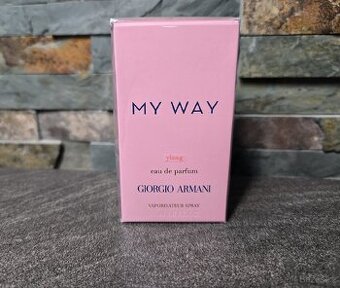 MY WAY
ylang
eau de parfum
GIORGIO ARMANI
VAPORISATEUR SPRAY